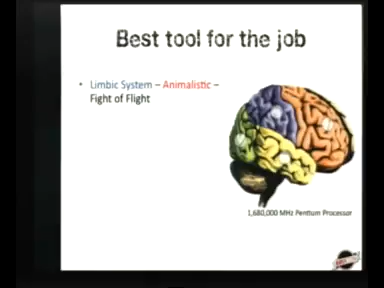 Best tool for the job
• Limbic System – Animalistic –
Fight of Flight
1,680,000 MHz Pentium Processor